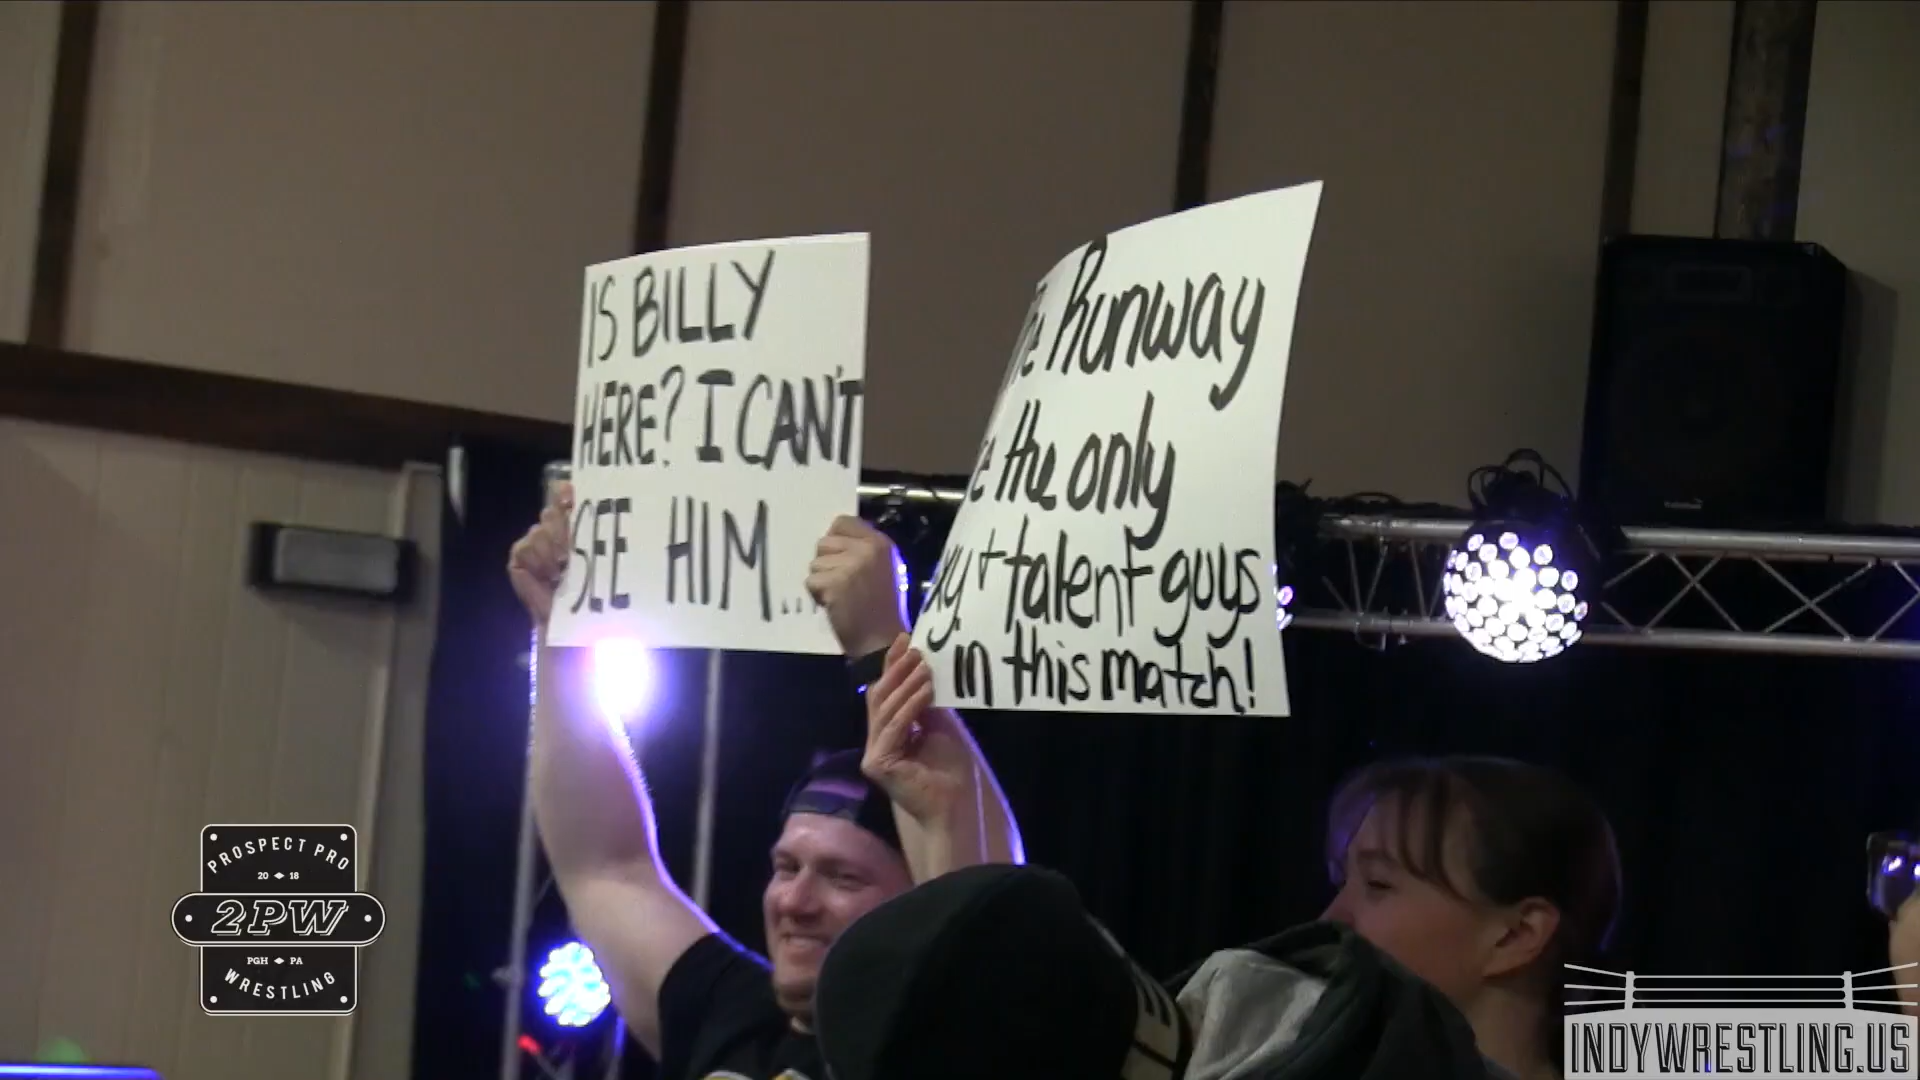 IS BILLY
HERE? I CAN'T
SEE HIM...
Runway
the only
+ talent guys
in this match!
PROSPECT PRO
20 18
2PW
PGH PA
WRESTLING
INDYWRESTLING.US